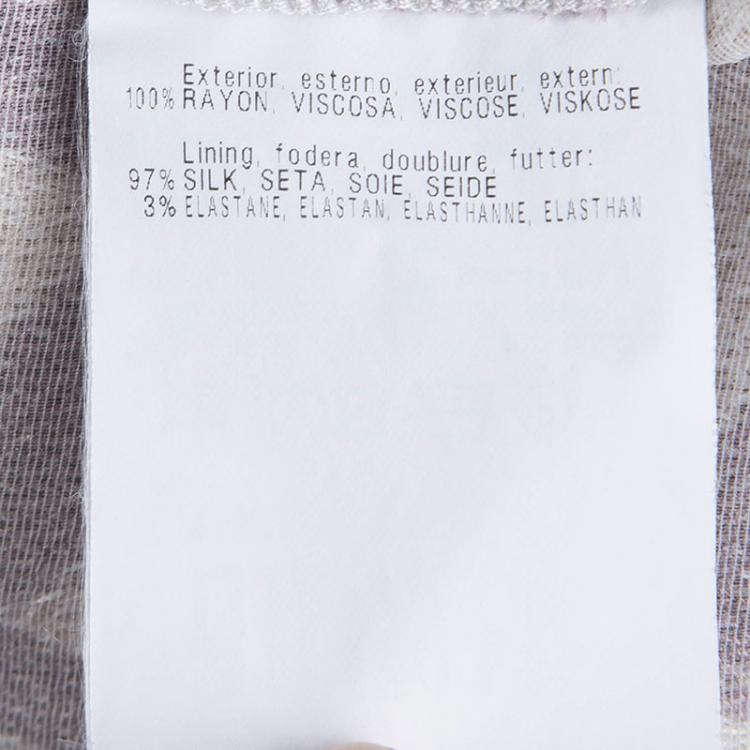 Exterior, esterno, exterieur, extern:
100% RAYON, VISCOSA, VISCOSE, VISKOSE
Lining, fodera, doublure, futter:
97% SILK, SETA, SOIE, SEIDE
3% ELASTANE, ELASTAN, ELASTHANNE, ELASTHAN